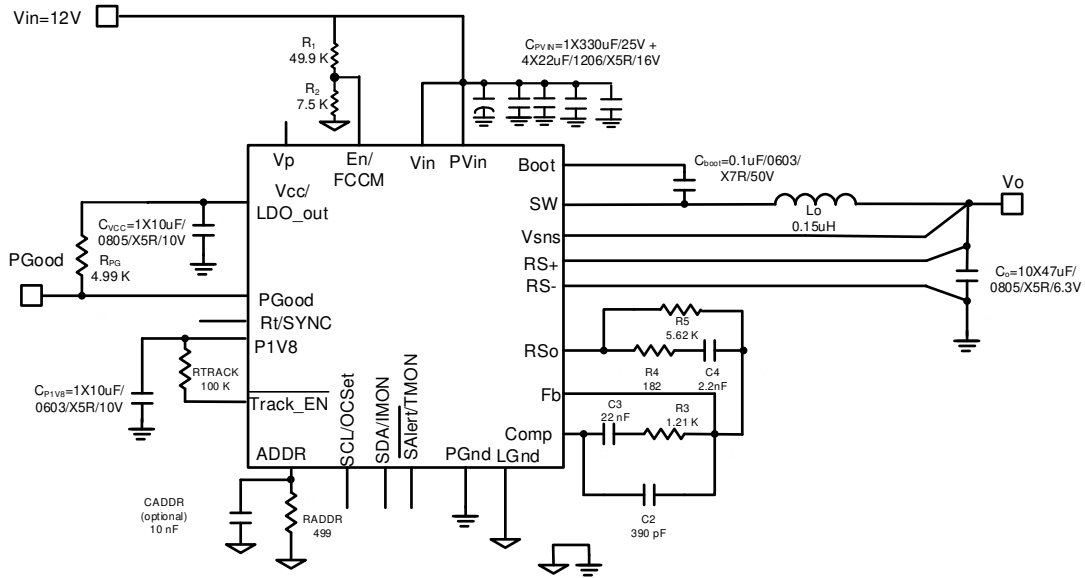 Vin=12V
R1
49.9 K
R2
7.5 K
CPVIN=1X330uF/25V +
4X22uF/1206/X5R/16V
Vp
En/
FCCM
Vin
PVin
Boot
Cboot=0.1uF/0603/
X7R/50V
Vcc/
LDO_out
SW
Lo
0.15uH
Vo
CVCC=1X10uF/
0805/X5R/10V
Vsns
RS+
RS-
Co=10X47uF/
0805/X5R/6.3V
PGood
RPG
4.99 K
PGood
Rt/SYNC
P1V8
RSo
R5
5.62 K
R4
182
C4
2.2nF
RTRACK
100 K
CP1V8=1X10uF/
0603/X5R/10V
Track_EN
Fb
C3
22 nF
R3
1.21 K
Comp
ADDR
SCL/OCSet
SDA/IMON
SAlert/TMON
PGnd
LGnd
CADDR
(optional)
10 nF
RADDR
499
C2
390 pF